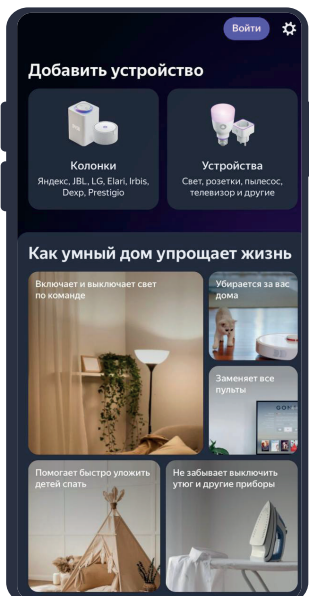 Войти
Добавить устройство
Колонки
Яндекс, JBL, LG, Elari, Irbis,
Dexp, Prestigio
Устройства
Свет, розетки, пылесос,
телевизор и другие
Как умный дом упрощает жизнь
Включает и выключает свет
по команде
Убирается за вас
дома
Заменяет все
пульты
Помогает быстро уложить
детей спать
Не забывает выключить
утюг и другие приборы